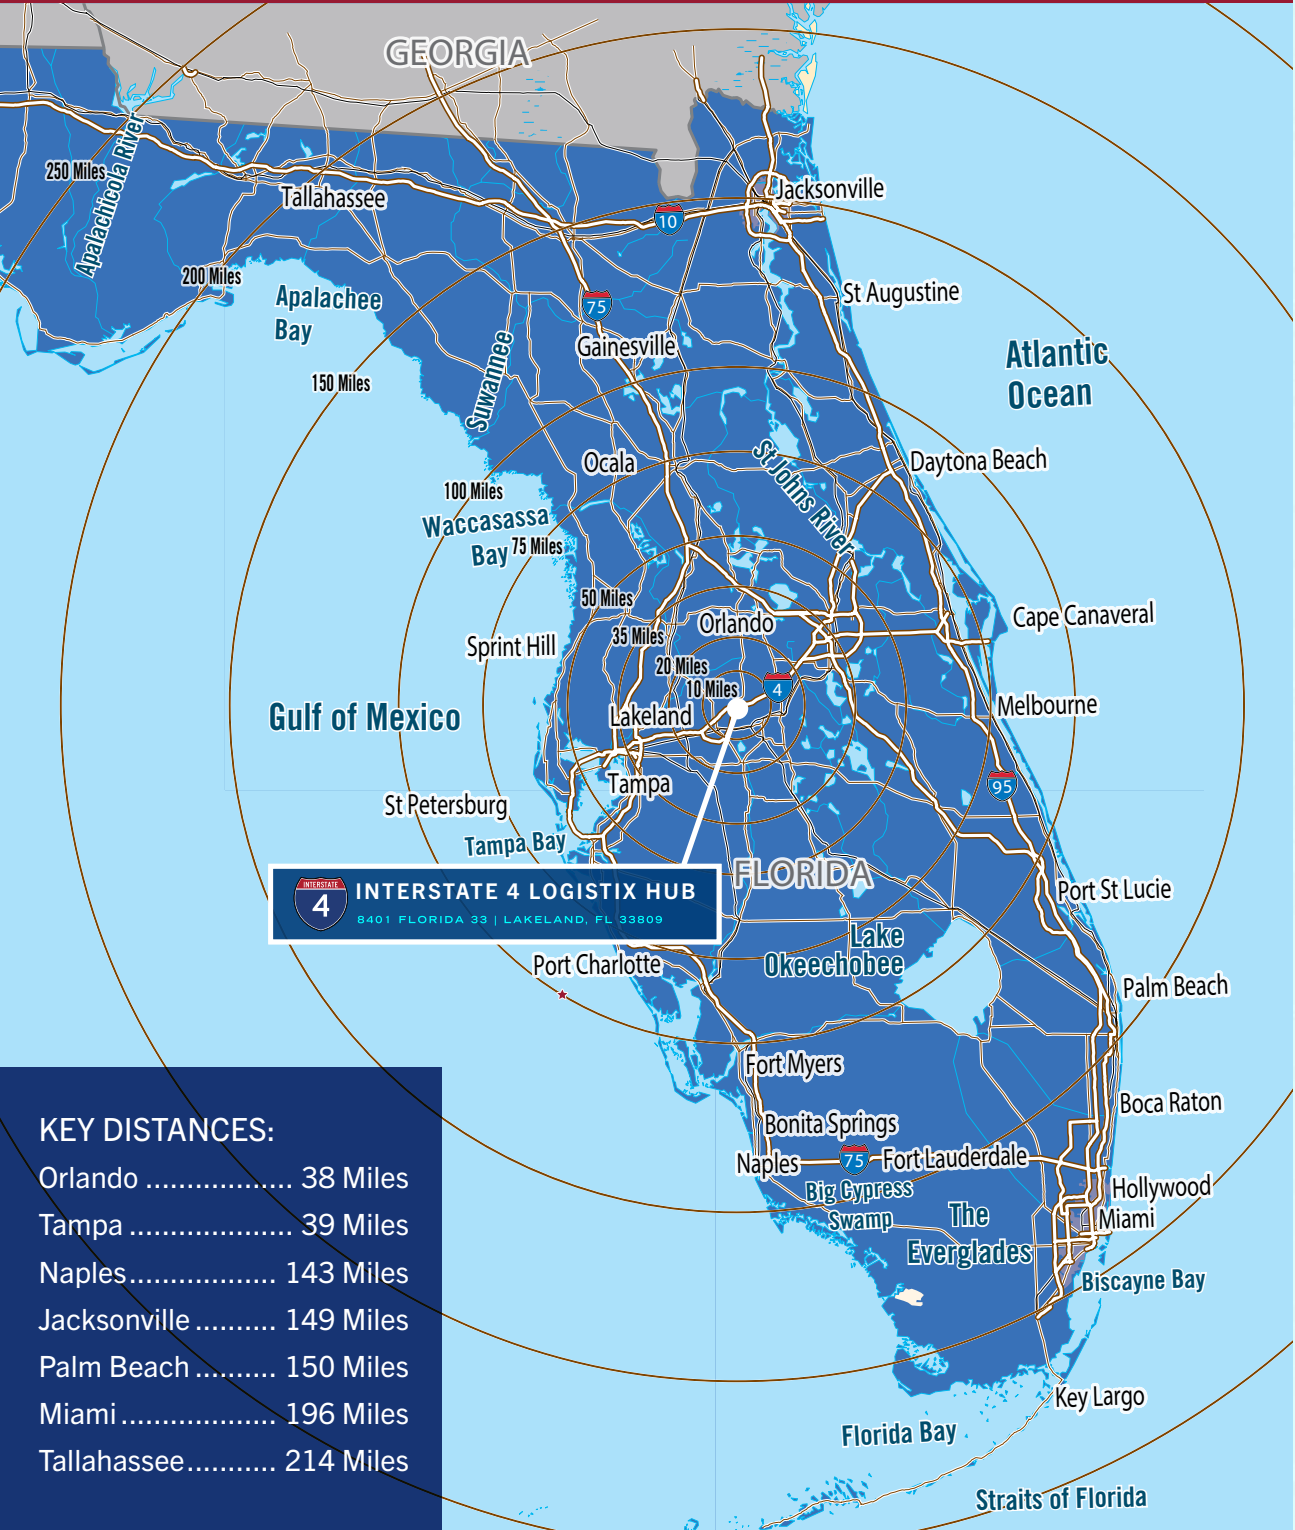 GEORGIA
250 Miles
Apalachicola River
Tallahassee
Jacksonville
10
200 Miles
Apalachee
Bay
75
St Augustine
Gainesville
Suwannee
Atlantic
Ocean
150 Miles
Ocala
St Johns River
Daytona Beach
100 Miles
Waccasassa
Bay
75 Miles
50 Miles
35 Miles
Orlando
Cape Canaveral
Sprint Hill
20 Miles
10 Miles
4
Gulf of Mexico
Lakeland
Melbourne
Tampa
95
St Petersburg
Tampa Bay
FLORIDA
INTERSTATE
4
INTERSTATE 4 LOGISTIX HUB
8401 FLORIDA 33 | LAKELAND, FL 33809
Port St Lucie
Lake
Okeechobee
Port Charlotte
Palm Beach
Fort Myers
Boca Raton
Bonita Springs
Naples
75
Fort Lauderdale
Big Cypress
Swamp
Hollywood
The
Everglades
Miami
Biscayne Bay
Key Largo
Florida Bay
Straits of Florida
KEY DISTANCES:
Orlando .................. 38 Miles
Tampa .................... 39 Miles
Naples.................. 143 Miles
Jacksonville .......... 149 Miles
Palm Beach .......... 150 Miles
Miami ................... 196 Miles
Tallahassee........... 214 Miles